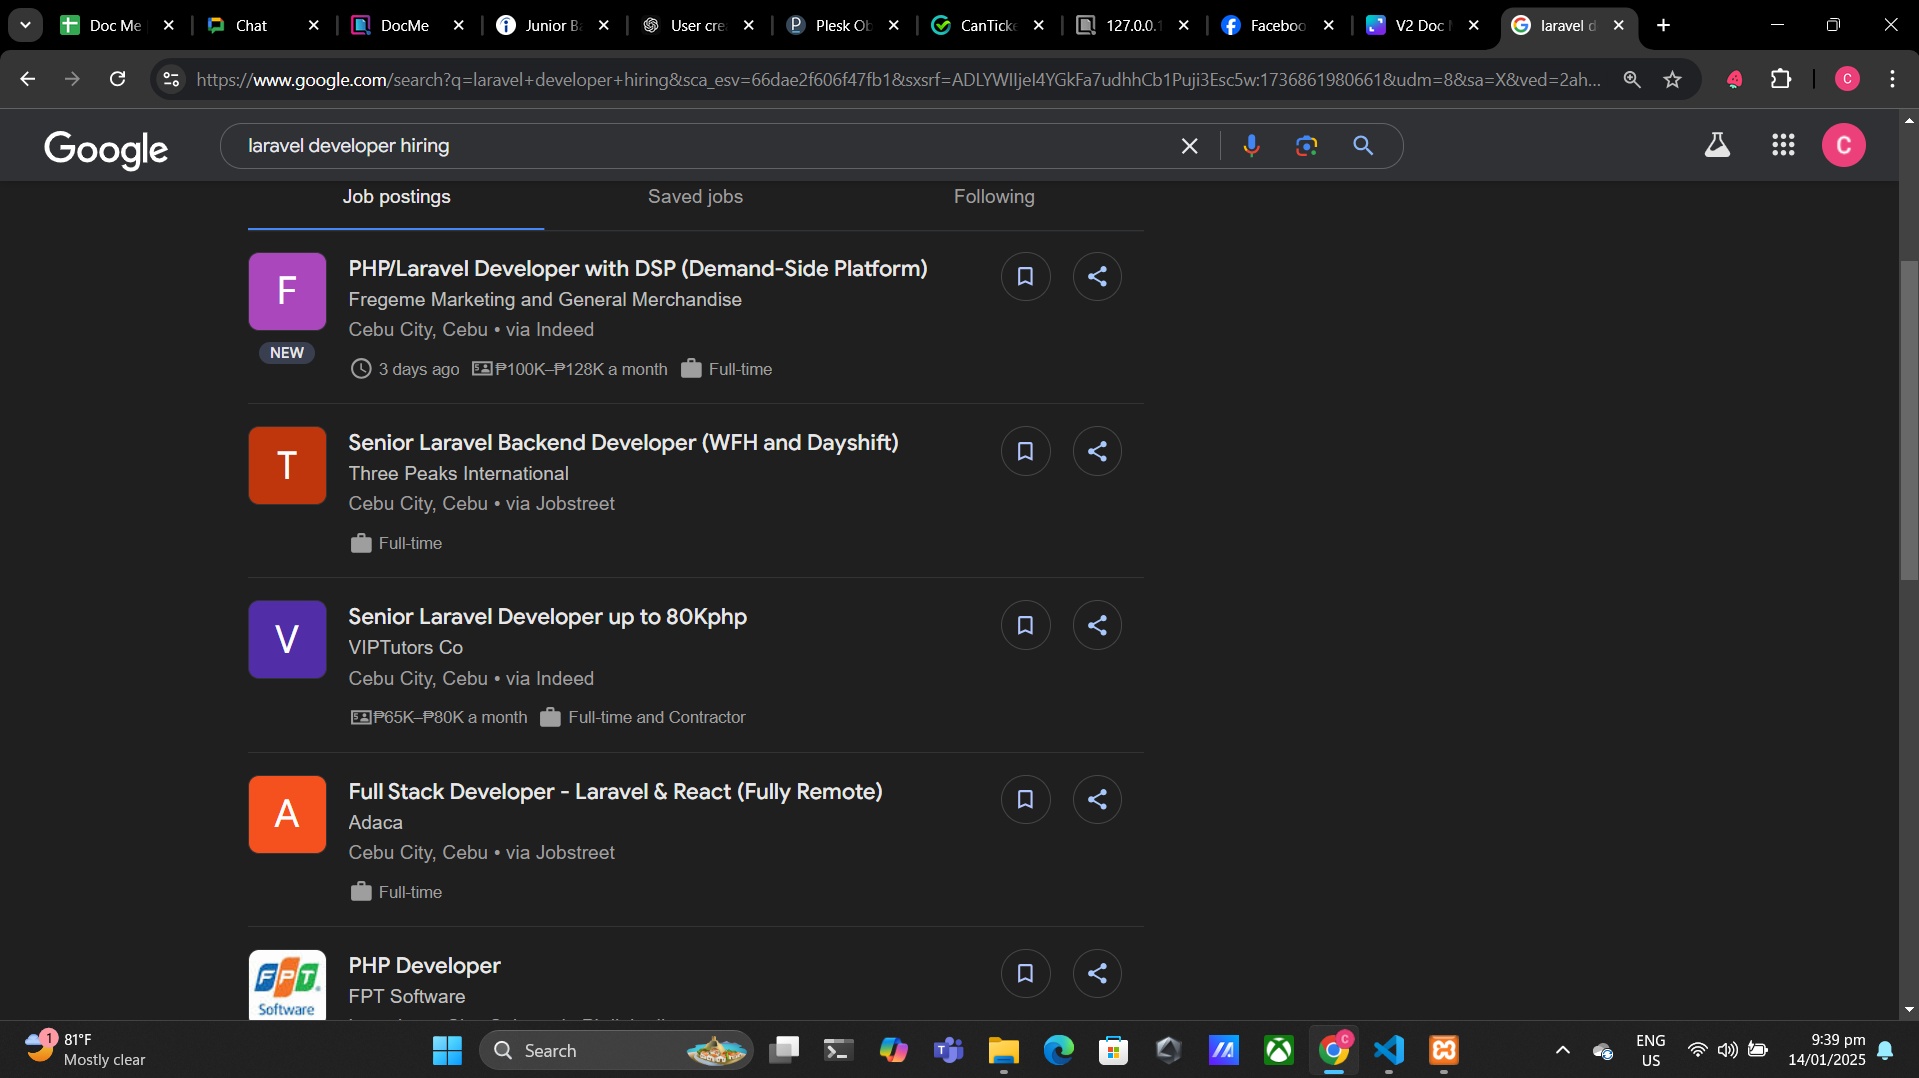 Doc Me
Chat
DocMe
Junior Ba
User crea
Plesk Ob
CanTicke
127.0.0.1
Faceboo
V2 Doc
laravel d
https://www.google.com/search?q=laravel+developer+hiring&sca_esv=66dae2f606f47fb1&sxsrf=ADLYWIIjeI4YGkFa7udhhCb1Puji3Esc5w:1736861980661&udm=8&sa=X&ved=2ah...
C
Google
laravel developer hiring
C
Job postings
Saved jobs
Following
F
NEW
PHP/Laravel Developer with DSP (Demand-Side Platform)
Fregeme Marketing and General Merchandise
Cebu City, Cebu • via Indeed
3 days ago ₱100K–₱128K a month Full-time
T
Senior Laravel Backend Developer (WFH and Dayshift)
Three Peaks International
Cebu City, Cebu • via Jobstreet
Full-time
V
Senior Laravel Developer up to 80Kphp
VIPTutors Co
Cebu City, Cebu • via Indeed
₱65K–₱80K a month Full-time and Contractor
A
Full Stack Developer - Laravel & React (Fully Remote)
Adaca
Cebu City, Cebu • via Jobstreet
Full-time
FPT
Software
PHP Developer
FPT Software
1
81°F
Mostly clear
Search
C
ENG
US
9:39 pm
14/01/2025